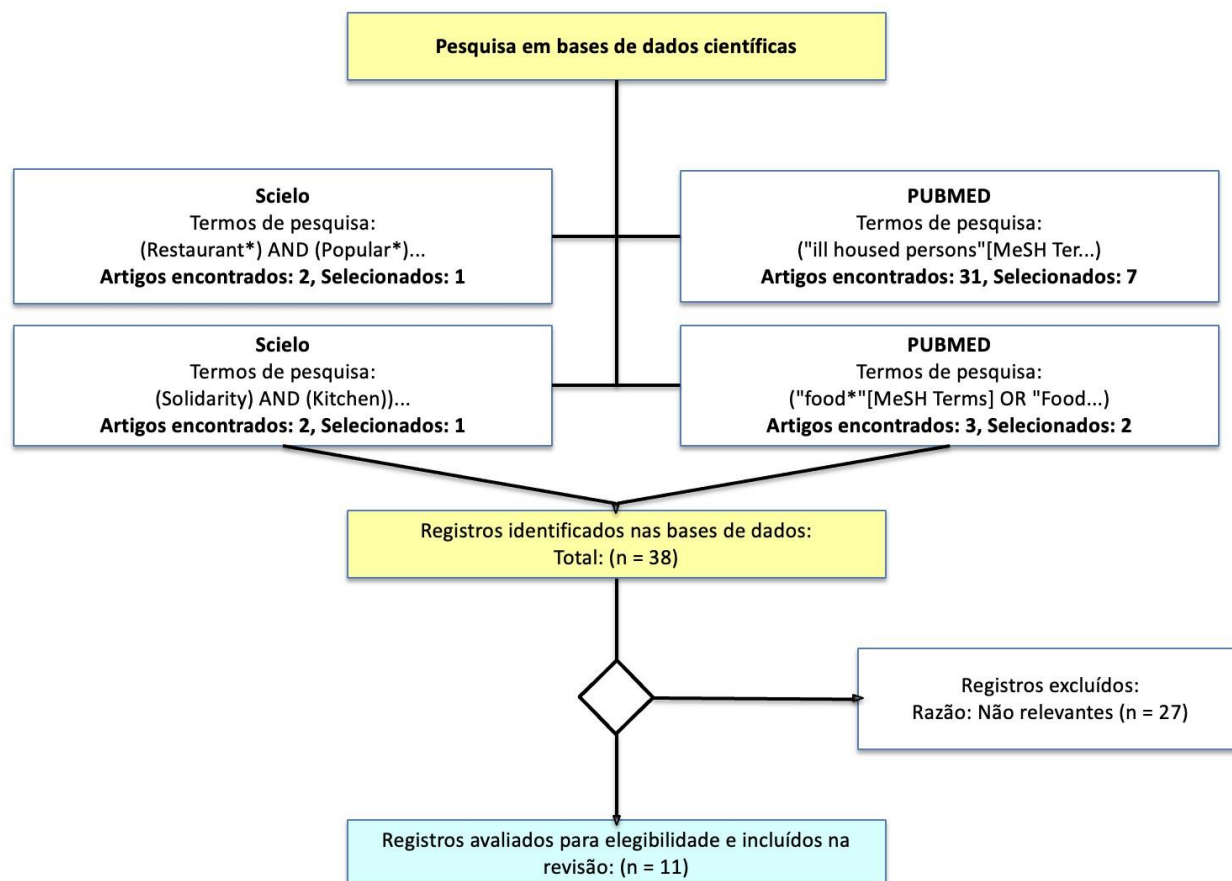 Pesquisa em bases de dados científicas
Scielo
Termos de pesquisa:
(Restaurant*) AND (Popular*)...
Artigos encontrados: 2, Selecionados: 1
PUBMED
Termos de pesquisa:
("ill housed persons"[MeSH Ter...)
Artigos encontrados: 31, Selecionados: 7
Scielo
Termos de pesquisa:
(Solidarity) AND (Kitchen))...
Artigos encontrados: 2, Selecionados: 1
PUBMED
Termos de pesquisa:
("food*"[MeSH Terms] OR "Food...)
Artigos encontrados: 3, Selecionados: 2
Registros identificados nas bases de dados:
Total: (n = 38)
Registros excluídos:
Razão: Não relevantes (n = 27)
Registros avaliados para elegibilidade e incluídos na
revisão: (n = 11)